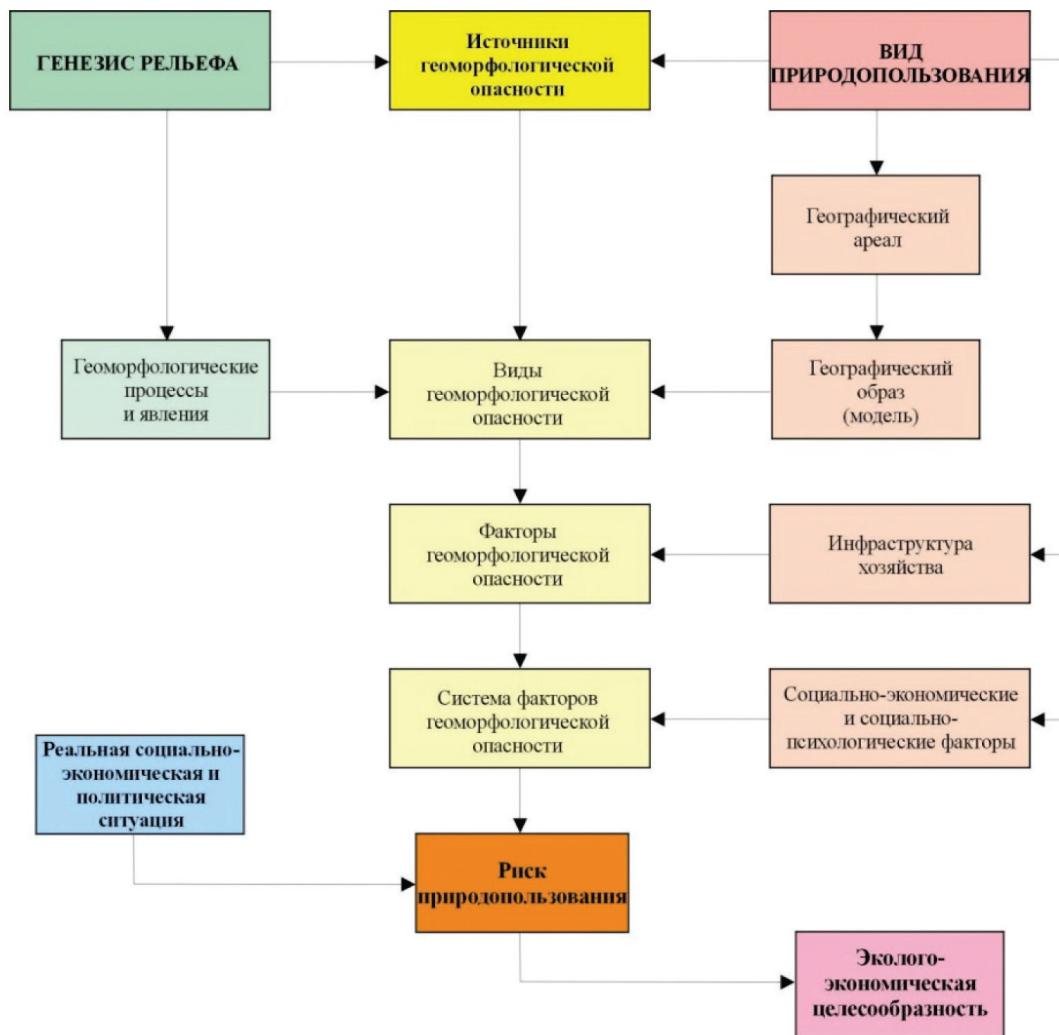 ГЕНЕЗИС РЕЛЬЕФА
Источники
геоморфологической
опасности
ВИД
ПРИРОДОПОЛЬЗОВАНИЯ
Географический
ареал
Геоморфологические
процессы
и явления
Виды
геоморфологической
опасности
Географический
образ
(модель)
Факторы
геоморфологической
опасности
Инфраструктура
хозяйства
Система факторов
геоморфологической
опасности
Социально-экономические
и социально-
психологические факторы
Реальная социально-
экономическая и
политическая
ситуация
Риск
природопользования
Эколого-
экономическая
целесообразность